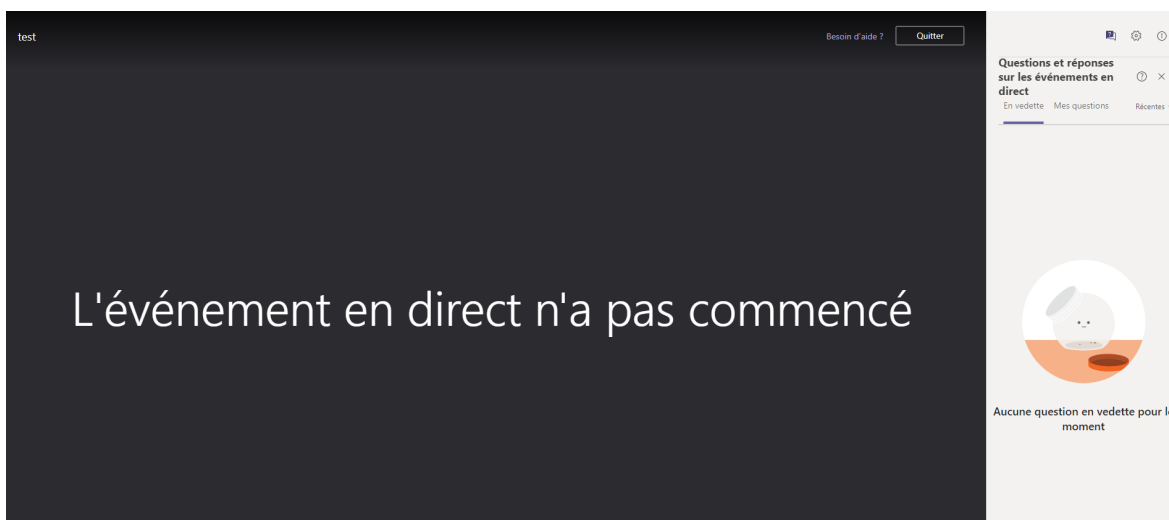 test
Besoin d'aide ?
Quitter
L'événement en direct n'a pas commencé
Questions et réponses
sur les événements en
direct
En vedette Mes questions Récentes
Aucune question en vedette pour
moment